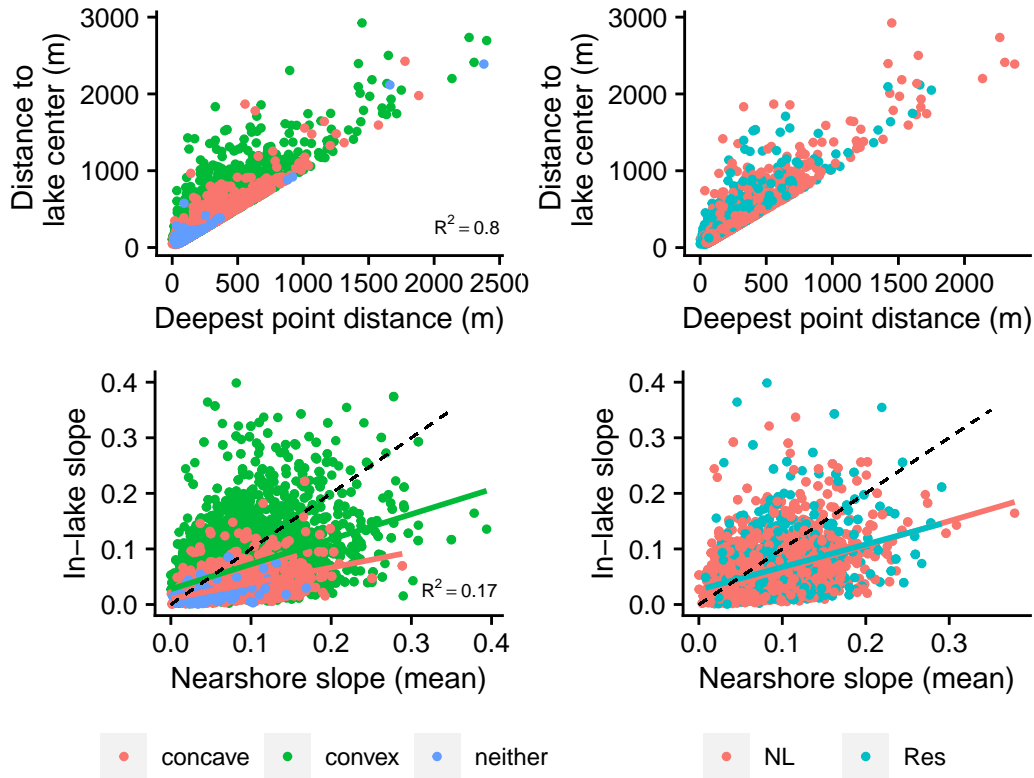 3000
2000
1000
0
Distance to
lake center (m)
R² = 0.8
0 500 1000 1500 2000 2500
Deepest point distance (m)
3000
2000
1000
0
Distance to
lake center (m)
0 500 1000 1500 2000
Deepest point distance (m)
0.4
0.3
0.2
0.1
0.0
In−lake slope
R² = 0.17
0.0 0.1 0.2 0.3 0.4
Nearshore slope (mean)
0.4
0.3
0.2
0.1
0.0
In−lake slope
0.0 0.1 0.2 0.3
Nearshore slope (mean)
concave convex neither
NL Res